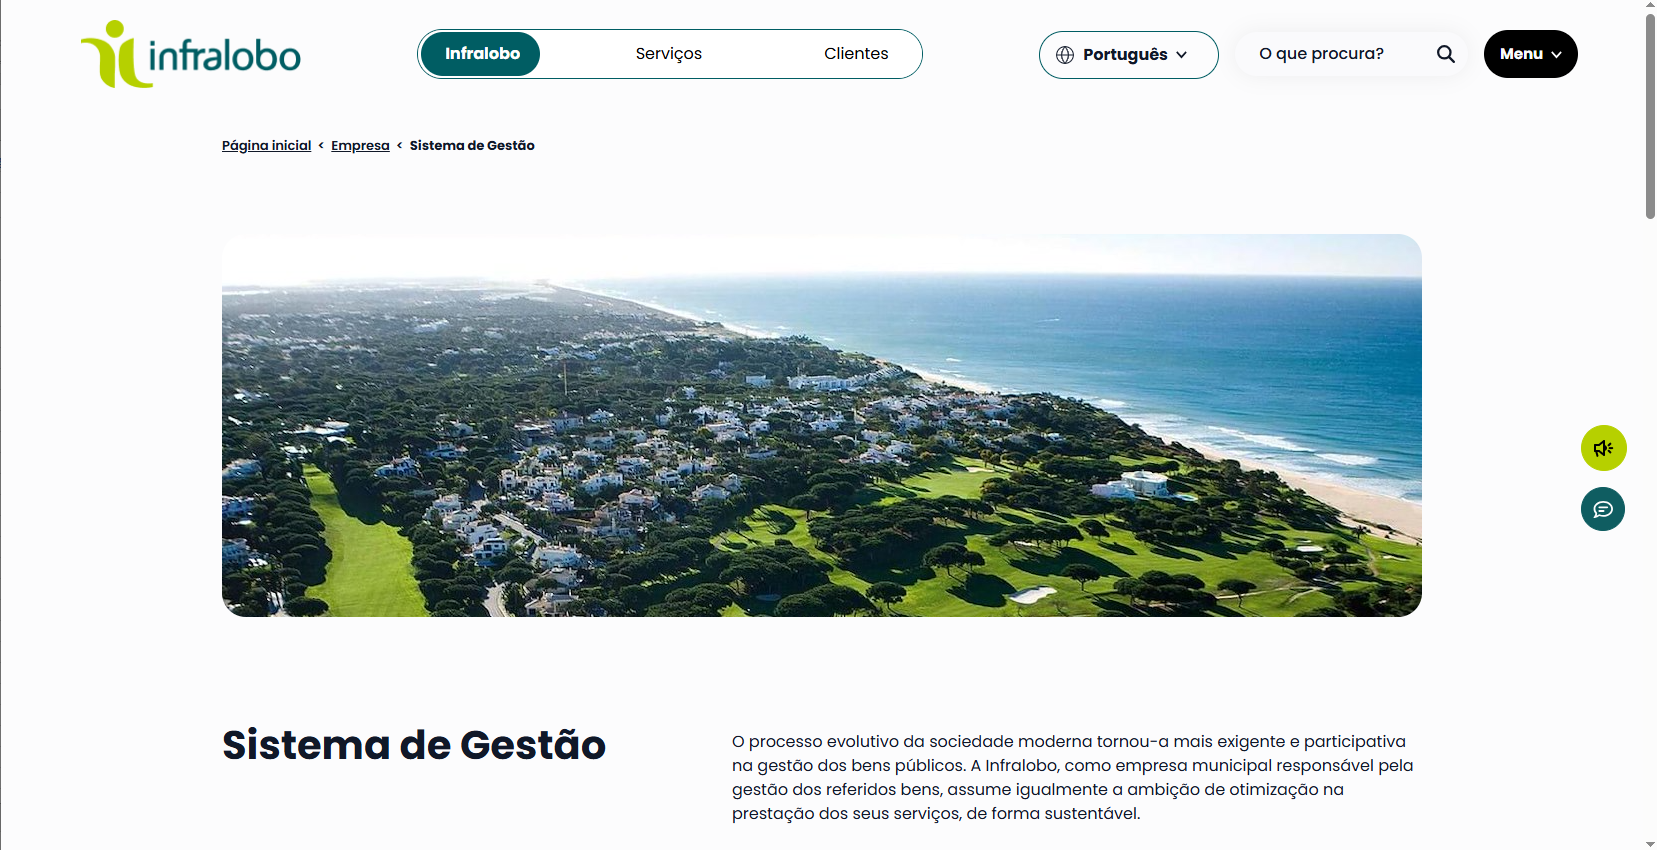 infralobo
Infralobo
Serviços
Clientes
Português
O que procura?
Menu
Página inicial < Empresa < Sistema de Gestão
Sistema de Gestão
O processo evolutivo da sociedade moderna tornou-a mais exigente e participativa
na gestão dos bens públicos. A Infralobo, como empresa municipal responsável pela
gestão dos referidos bens, assume igualmente a ambição de otimização na
prestação dos seus serviços, de forma sustentável.